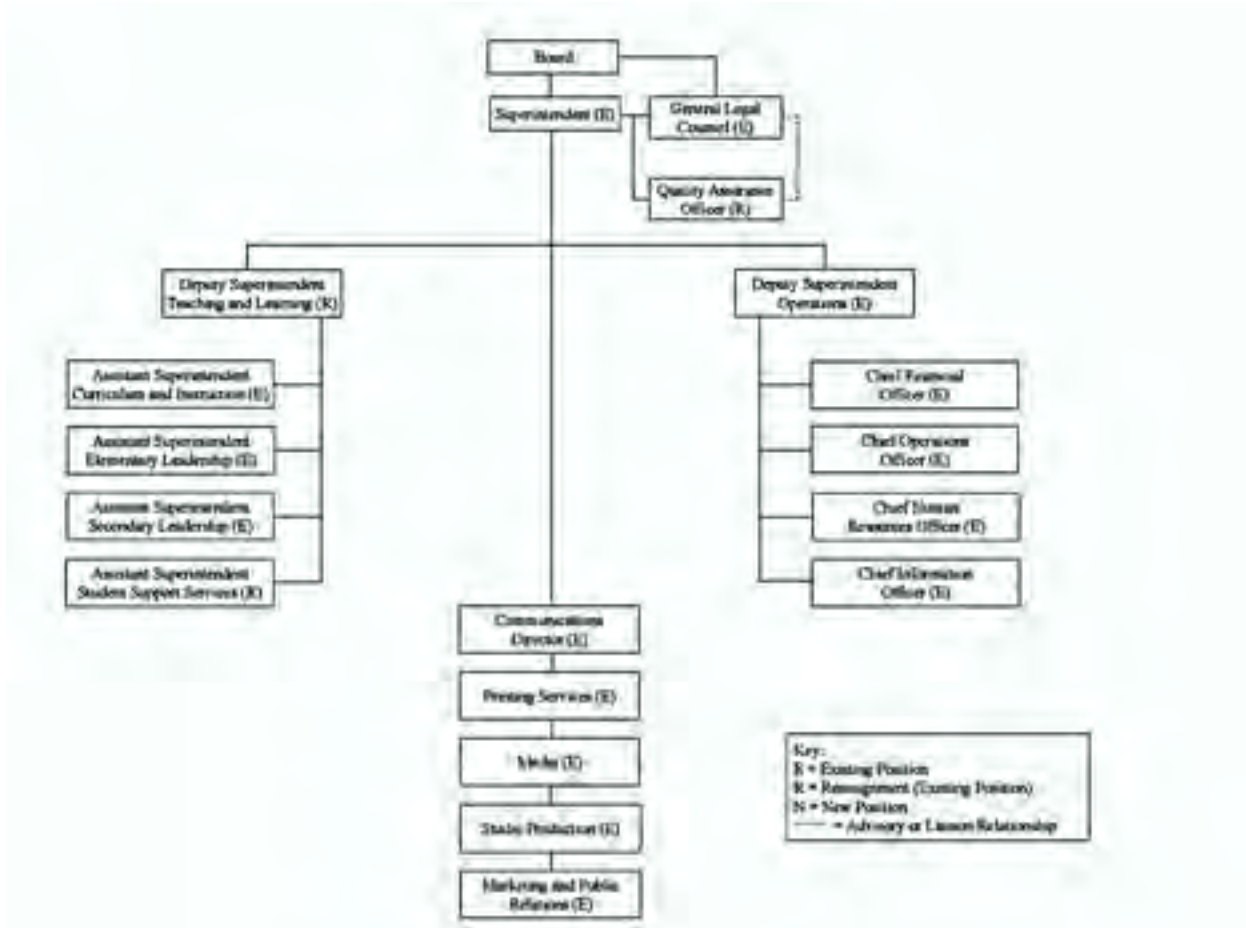 Board
Superintendent (E)
General Legal
Counsel (E)
Quality Assurance
Officer (R)
Deputy Superintendent
Teaching and Learning (R)
Deputy Superintendent
Operations (E)
Assistant Superintendent
Curriculum and Instruction (E)
Assistant Superintendent
Elementary Leadership (E)
Assistant Superintendent
Secondary Leadership (E)
Assistant Superintendent
Student Support Services (R)
Chief Financial
Officer (E)
Chief Operations
Officer (E)
Chief Human
Resources Officer (E)
Chief Information
Officer (E)
Communications
Director (E)
Printing Services (E)
Media (E)
Studio Production (E)
Marketing and Public
Relations (E)
Key:
E = Existing Position
R = Reassignment (Existing Position)
N = New Position
= Advisory or Liaison Relationship